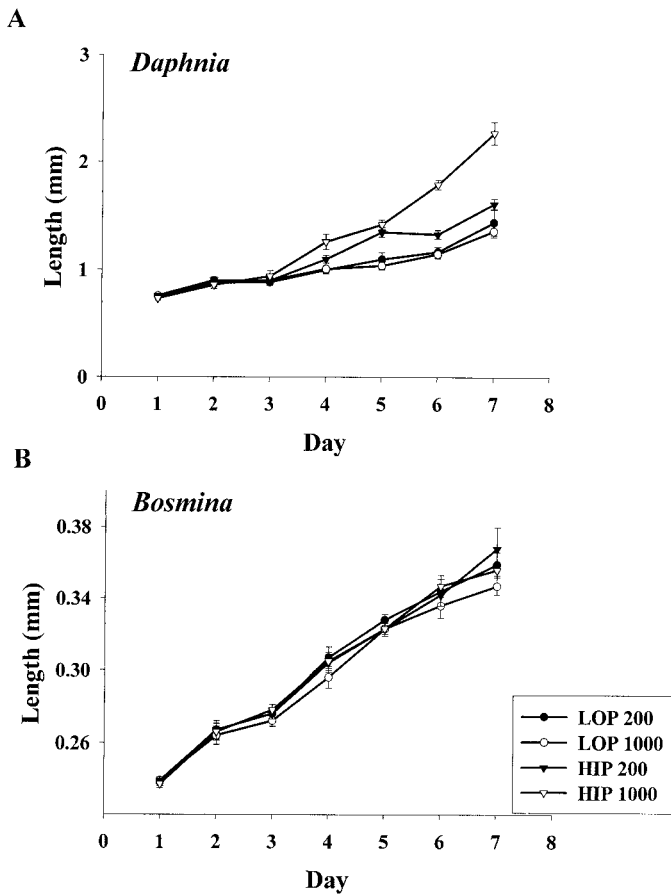 A
Daphnia
3
2
1
0
Length (mm)
0 1 2 3 4 5 6 7 8
Day
B
Bosmina
0.38
0.34
0.30
0.26
Length (mm)
0 1 2 3 4 5 6 7 8
Day
LOP 200
LOP 1000
HIP 200
HIP 1000